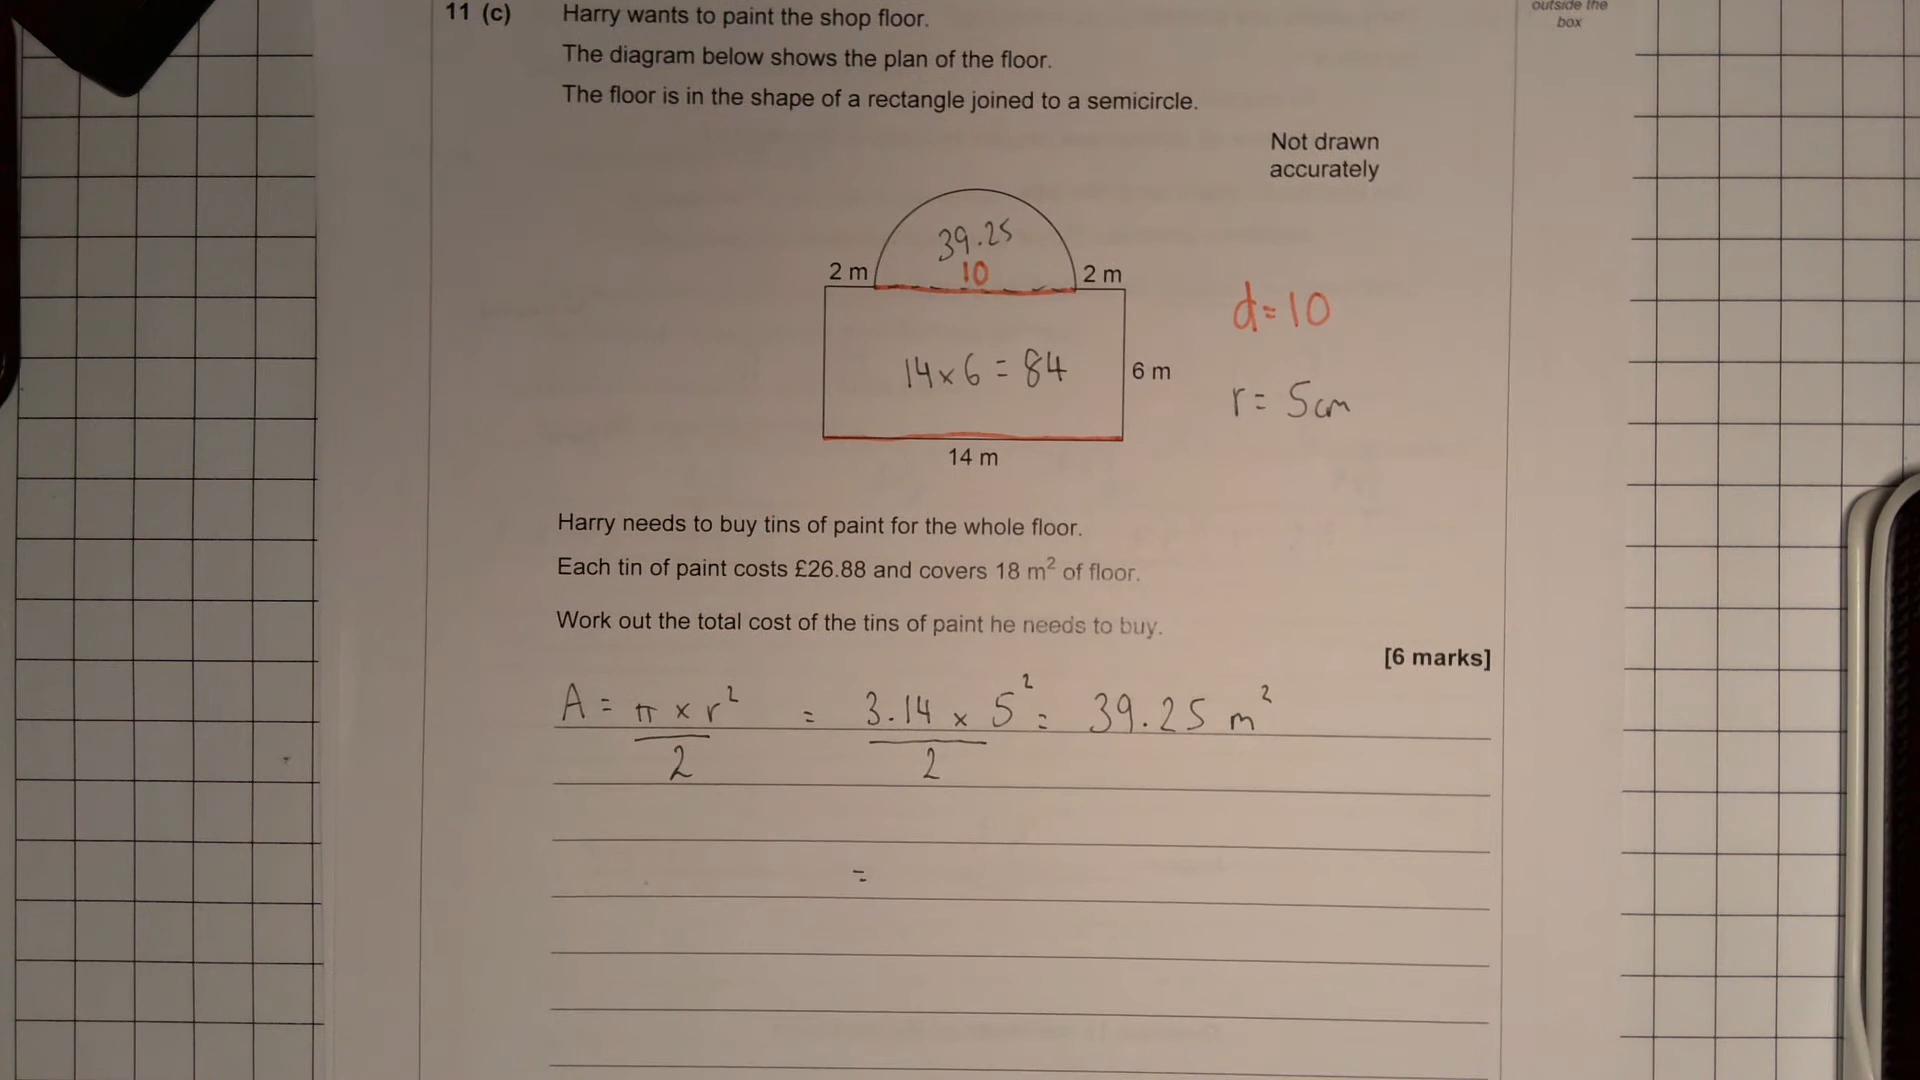 outside the
box
11 (c) Harry wants to paint the shop floor.
The diagram below shows the plan of the floor.
The floor is in the shape of a rectangle joined to a semicircle.
Not drawn
accurately
39.25
2 m 10 2 m
d=10
14×6 = 84
6 m
r= 5cm
14 m
Harry needs to buy tins of paint for the whole floor.
Each tin of paint costs £26.88 and covers 18 m² of floor.
Work out the total cost of the tins of paint he needs to buy.
[6 marks]
A = π × r² = 3.14 × 5² = 39.25 m²
2 2
=